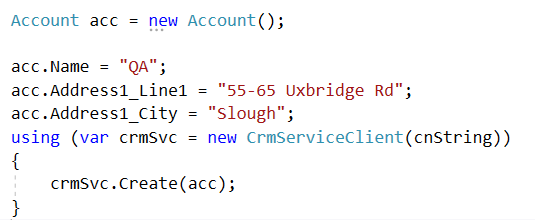 Account acc = new Account();
acc.Name = "QA";
acc.Address1_Line1 = "55-65 Uxbridge Rd";
acc.Address1_City = "Slough";
using (var crmSvc = new CrmServiceClient(cnString))
{
    crmSvc.Create(acc);
}